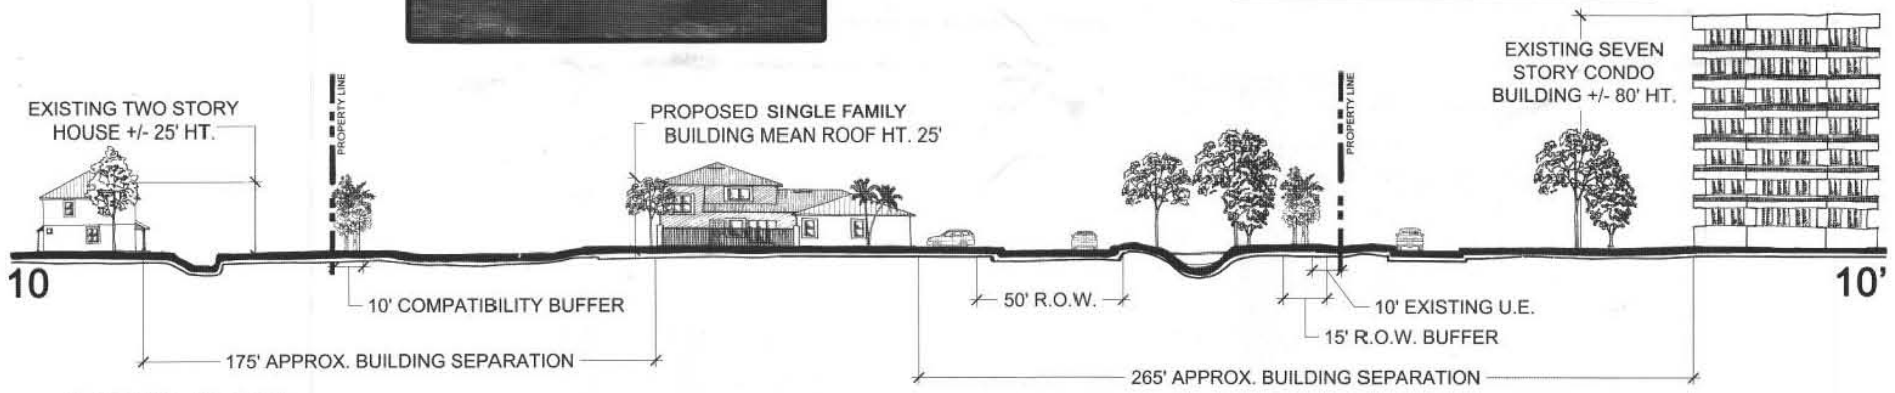 EXISTING TWO STORY
HOUSE +/- 25' HT.
PROPERTY LINE
PROPOSED SINGLE FAMILY
BUILDING MEAN ROOF HT. 25'
PROPERTY LINE
EXISTING SEVEN
STORY CONDO
BUILDING +/- 80' HT.
10
10'
10' COMPATIBILITY BUFFER
50' R.O.W.
10' EXISTING U.E.
15' R.O.W. BUFFER
175' APPROX. BUILDING SEPARATION
265' APPROX. BUILDING SEPARATION